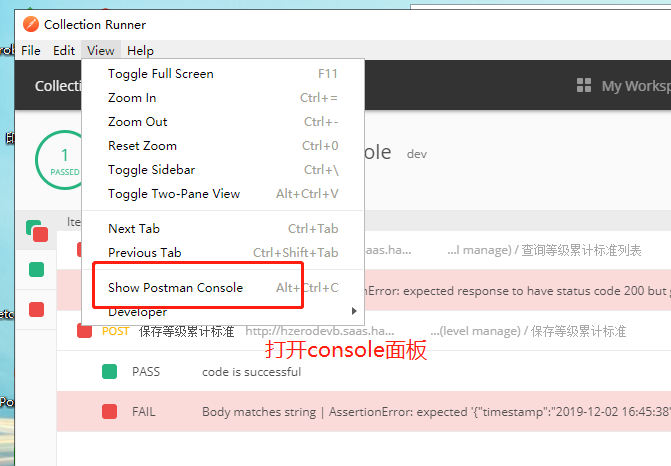 Collection Runner
File Edit View Help
Toggle Full Screen F11
Zoom In Ctrl+=
Zoom Out Ctrl+-
Reset Zoom Ctrl+0
Toggle Sidebar Ctrl+\
Toggle Two-Pane View Alt+Ctrl+V
Next Tab Ctrl+Tab
Previous Tab Ctrl+Shift+Tab
Show Postman Console Alt+Ctrl+C
Developer
Collecti
My Worksp
1
PASSED
ole dev
Ite
saas.ha... ...l manage) / 查询等级累计标准列表
Error: expected response to have status code 200 but g
POST 保存等级累计标准 http://hzerodevb.saas.ha... ...(level manage) / 保存等级累计标准
打开console面板
PASS code is successful
FAIL Body matches string | AssertionError: expected '{"timestamp":"2019-12-02 16:45:38"